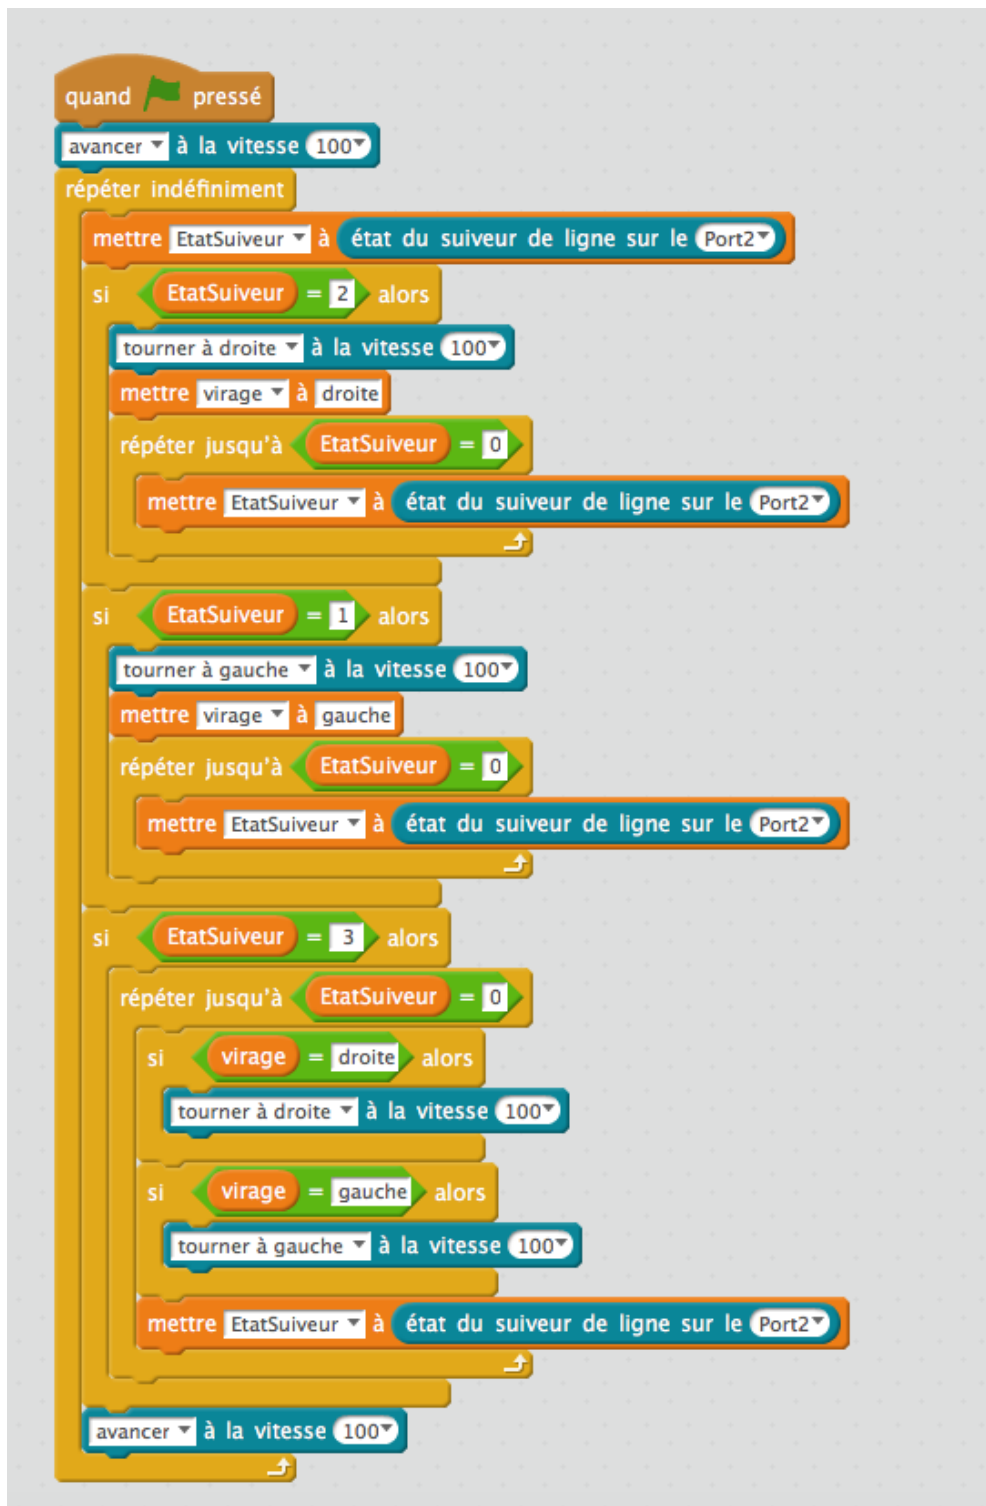 quand pressé
avancer à la vitesse 100
répéter indéfiniment
mettre EtatSuiveur à état du suiveur de ligne sur le Port2
si EtatSuiveur = 2 alors
tourner à droite à la vitesse 100
mettre virage à droite
répéter jusqu'à EtatSuiveur = 0
mettre EtatSuiveur à état du suiveur de ligne sur le Port2
si EtatSuiveur = 1 alors
tourner à gauche à la vitesse 100
mettre virage à gauche
répéter jusqu'à EtatSuiveur = 0
mettre EtatSuiveur à état du suiveur de ligne sur le Port2
si EtatSuiveur = 3 alors
répéter jusqu'à EtatSuiveur = 0
si virage = droite alors
tourner à droite à la vitesse 100
si virage = gauche alors
tourner à gauche à la vitesse 100
mettre EtatSuiveur à état du suiveur de ligne sur le Port2
avancer à la vitesse 100